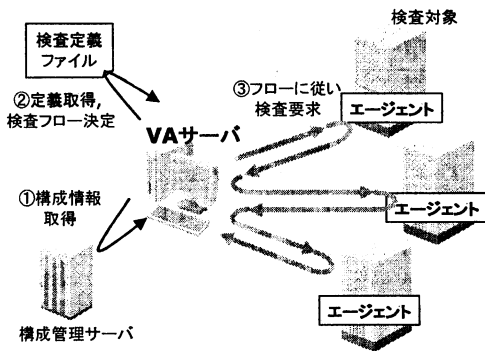 検査定義
ファイル
検査対象
②定義取得,
検査フロー決定
③フローに従い
検査要求
VAサーバ
エージェント
①構成情報
取得
エージェント
エージェント
構成管理サーバ